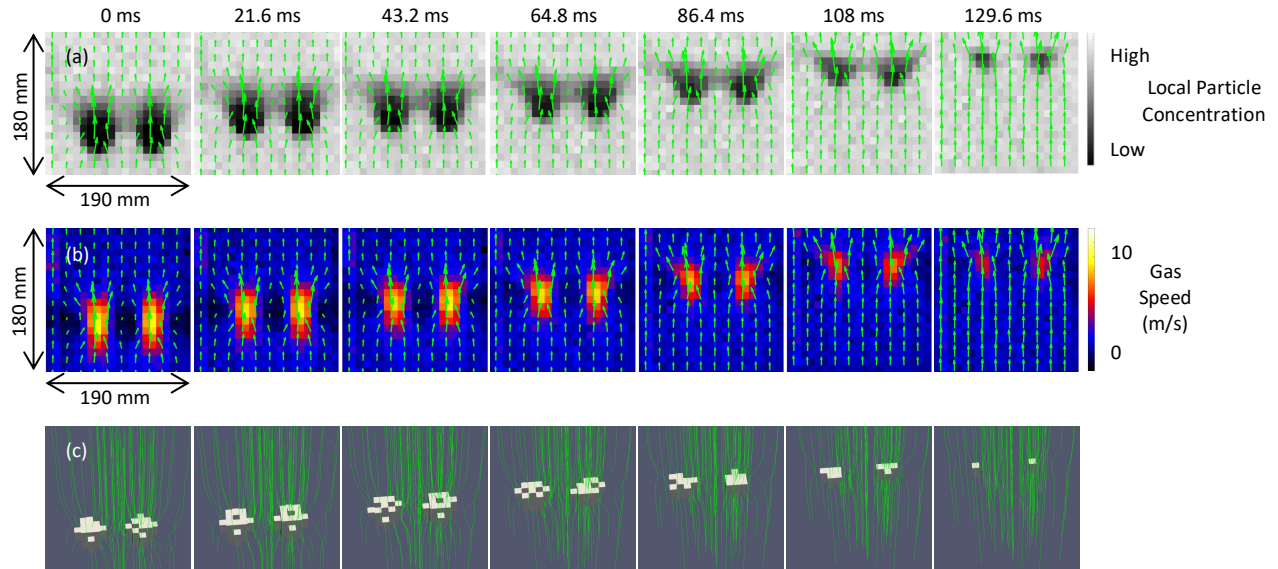 0 ms
21.6 ms
43.2 ms
64.8 ms
86.4 ms
108 ms
129.6 ms
(a)
180 mm
190 mm
High
Local Particle
Concentration
Low
(b)
180 mm
190 mm
10
Gas
Speed
(m/s)
0
(c)